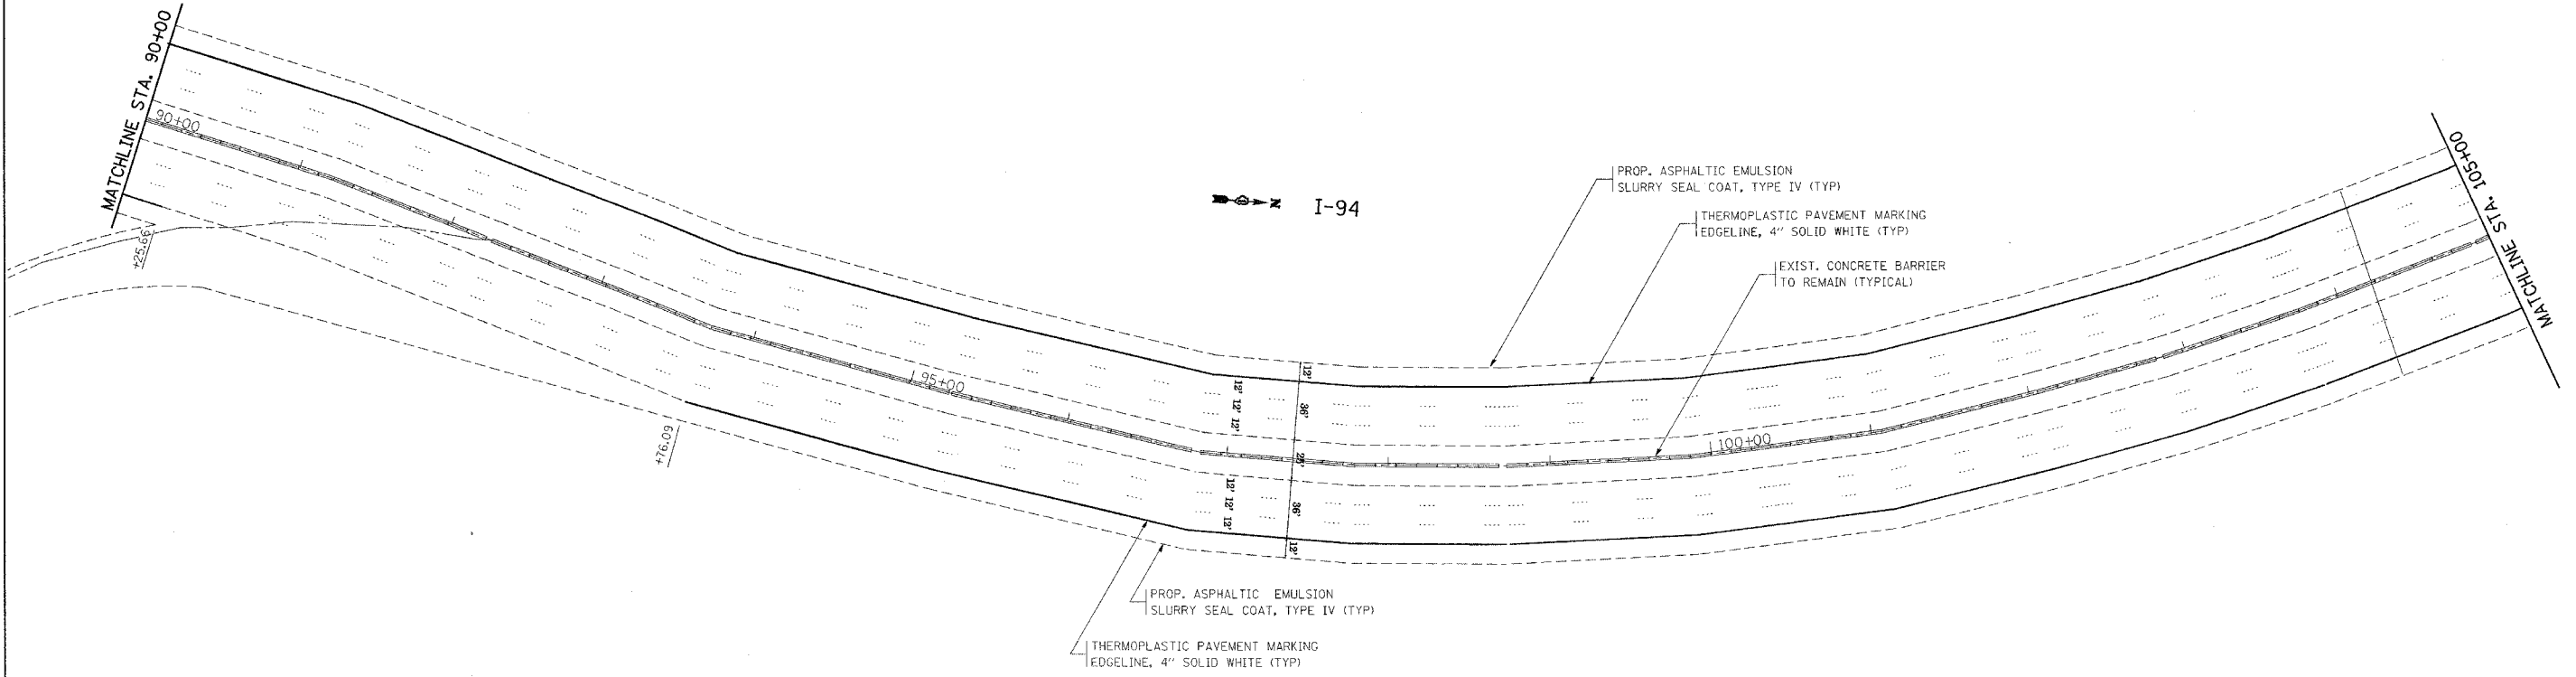 MATCHLINE STA. 90+00
90+00
+25.66
+76.09
95+00
I-94
N
PROP. ASPHALTIC EMULSION
SLURRY SEAL COAT, TYPE IV (TYP)
THERMOPLASTIC PAVEMENT MARKING
EDGELINE, 4" SOLID WHITE (TYP)
EXIST. CONCRETE BARRIER
TO REMAIN (TYPICAL)
12'
12' 12' 12'
36'
12' 12' 12'
36'
12'
100+00
MATCHLINE STA. 105+00
PROP. ASPHALTIC EMULSION
SLURRY SEAL COAT, TYPE IV (TYP)
THERMOPLASTIC PAVEMENT MARKING
EDGELINE, 4" SOLID WHITE (TYP)